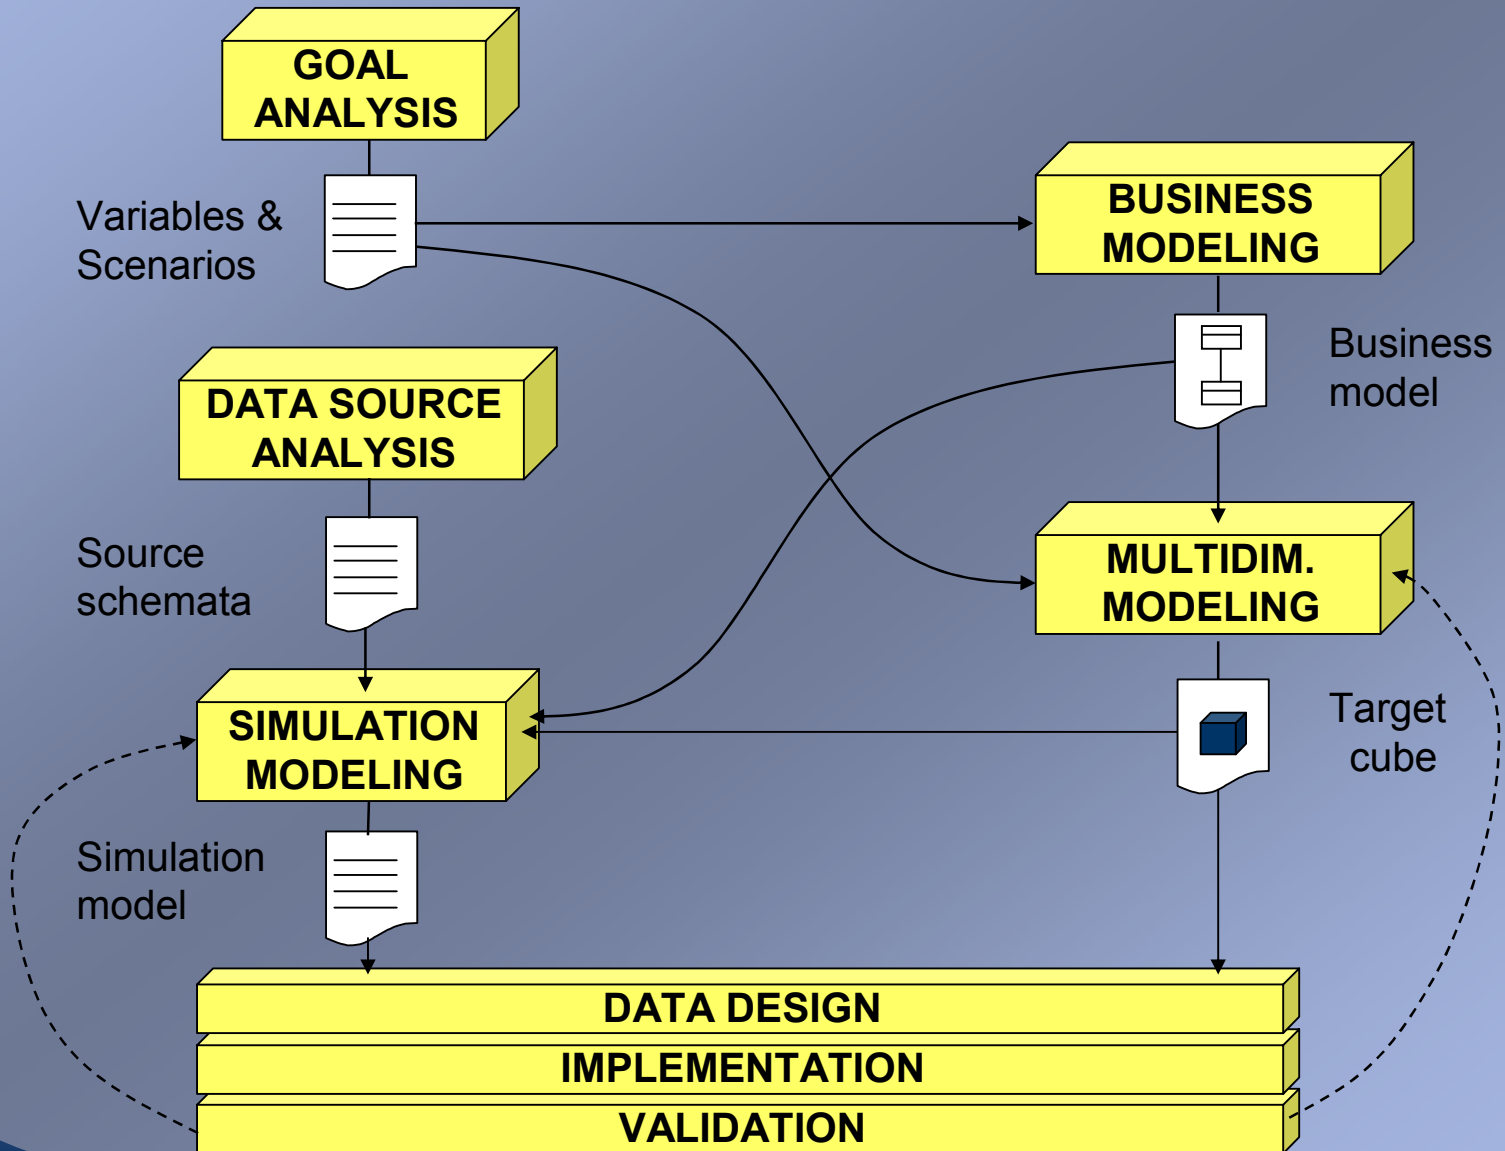 GOAL
ANALYSIS
Variables &
Scenarios
BUSINESS
MODELING
Business
model
DATA SOURCE
ANALYSIS
Source
schemata
MULTIDIM.
MODELING
SIMULATION
MODELING
Target
cube
Simulation
model
DATA DESIGN
IMPLEMENTATION
VALIDATION